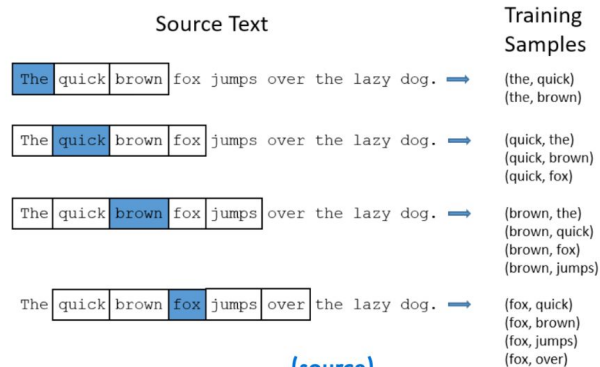 Source Text
Training
Samples
The quick brown fox jumps over the lazy dog.
(the, quick)
(the, brown)
The quick brown fox jumps over the lazy dog.
(quick, the)
(quick, brown)
(quick, fox)
The quick brown fox jumps over the lazy dog.
(brown, the)
(brown, quick)
(brown, fox)
(brown, jumps)
The quick brown fox jumps over the lazy dog.
(fox, quick)
(fox, brown)
(fox, jumps)
(fox, over)
(source)